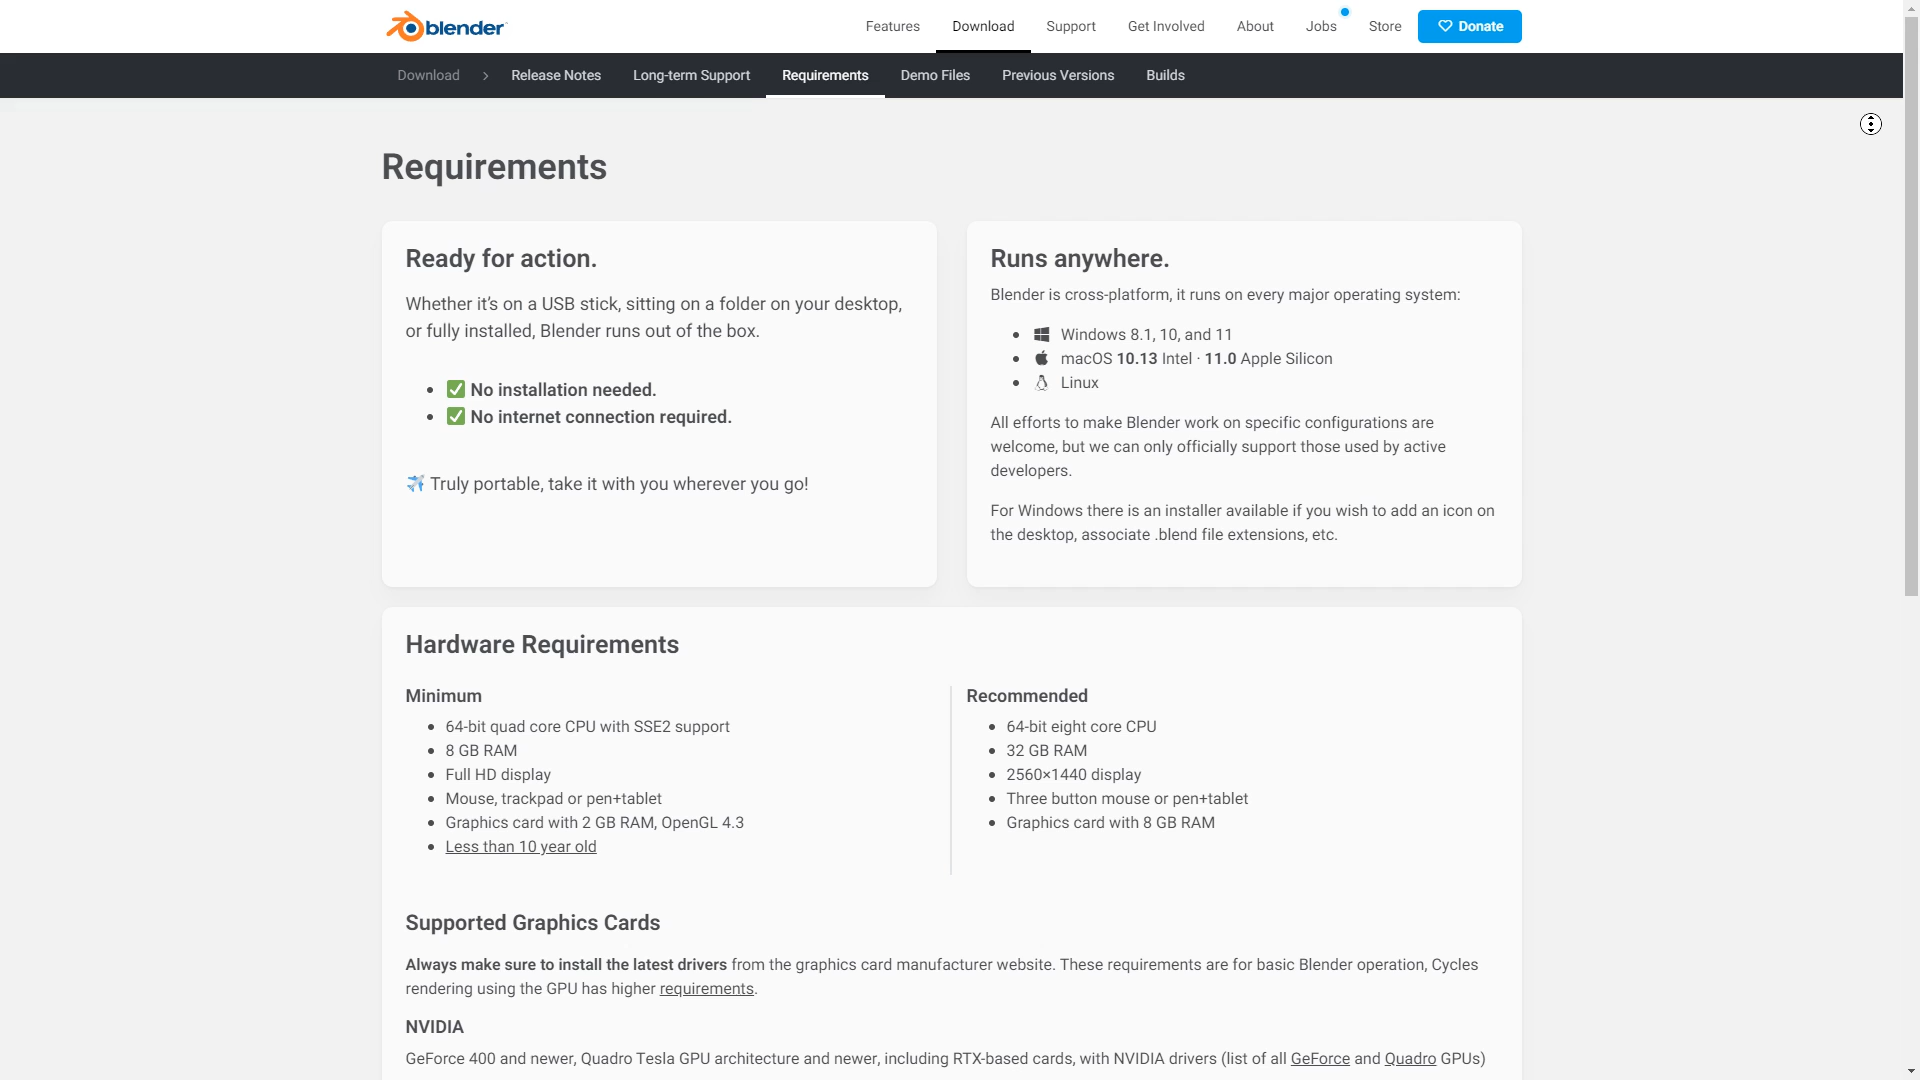 blender
Features Download Support Get Involved About Jobs Store Donate
Download Release Notes Long-term Support Requirements Demo Files Previous Versions Builds
Requirements
Ready for action.
Whether it’s on a USB stick, sitting on a folder on your desktop,
or fully installed, Blender runs out of the box.
No installation needed.
No internet connection required.
Truly portable, take it with you wherever you go!
Runs anywhere.
Blender is cross-platform, it runs on every major operating system:
Windows 8.1, 10, and 11
macOS 10.13 Intel · 11.0 Apple Silicon
Linux
All efforts to make Blender work on specific configurations are
welcome, but we can only officially support those used by active
developers.
For Windows there is an installer available if you wish to add an icon on
the desktop, associate .blend file extensions, etc.
Hardware Requirements
Minimum
64-bit quad core CPU with SSE2 support
8 GB RAM
Full HD display
Mouse, trackpad or pen+tablet
Graphics card with 2 GB RAM, OpenGL 4.3
Less than 10 year old
Recommended
64-bit eight core CPU
32 GB RAM
2560×1440 display
Three button mouse or pen+tablet
Graphics card with 8 GB RAM
Supported Graphics Cards
Always make sure to install the latest drivers from the graphics card manufacturer website. These requirements are for basic Blender operation, Cycles
rendering using the GPU has higher requirements.
NVIDIA
GeForce 400 and newer, Quadro Tesla GPU architecture and newer, including RTX-based cards, with NVIDIA drivers (list of all GeForce and Quadro GPUs)